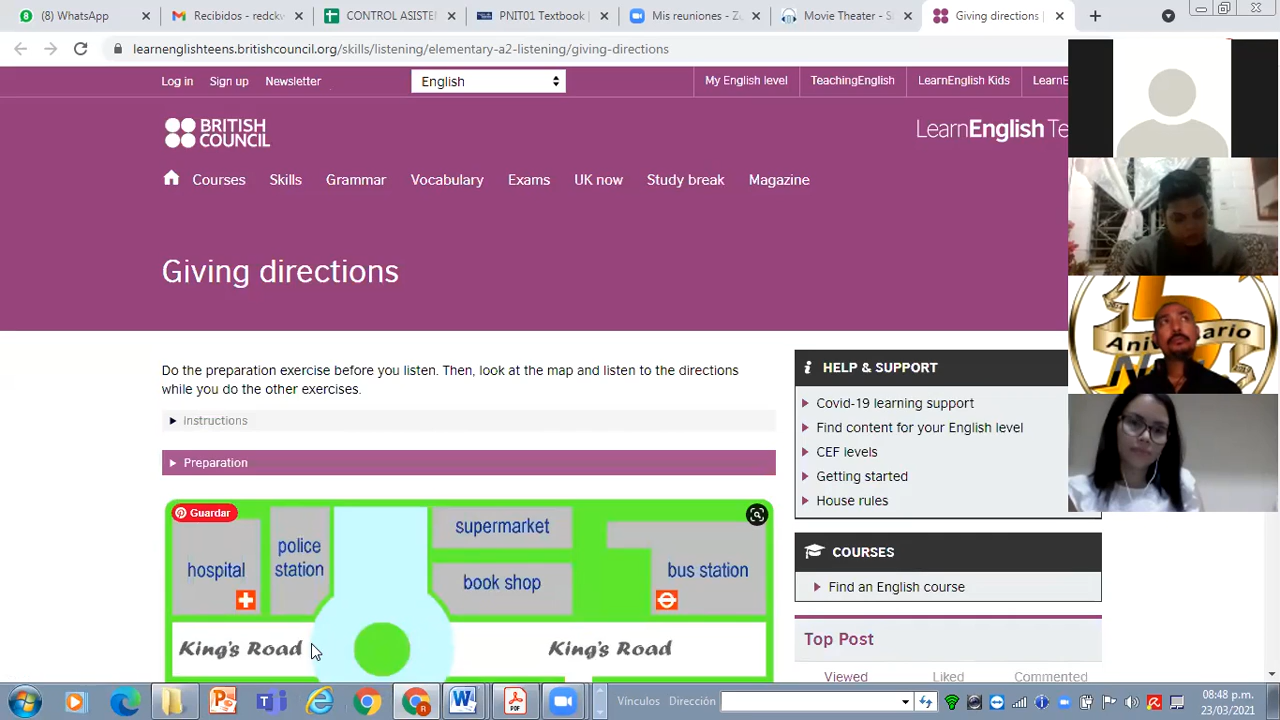 (8) WhatsApp
Recibidos - redckw
CONTROL ASISTE
PNIT01 Textbook
Mis reuniones - Zo
Movie Theater - S
Giving directions |
learnenglishteens.britishcouncil.org/skills/listening/elementary-a2-listening/giving-directions
Log in
Sign up
Newsletter
English
My English level
TeachingEnglish
LearnEnglish Kids
LearnE
BRITISH
COUNCIL
LearnEnglish Te
Courses
Skills
Grammar
Vocabulary
Exams
UK now
Study break
Magazine
Giving directions
Do the preparation exercise before you listen. Then, look at the map and listen to the directions
while you do the other exercises.
Instructions
Preparation
Guardar
hospital
police
station
supermarket
book shop
bus station
King's Road
King's Road
HELP & SUPPORT
Covid-19 learning support
Find content for your English level
CEF levels
Getting started
House rules
COURSES
Find an English course
Top Post
Viewed
Liked
Commented
Vínculos
Dirección
08:48 p.m.
23/03/2021